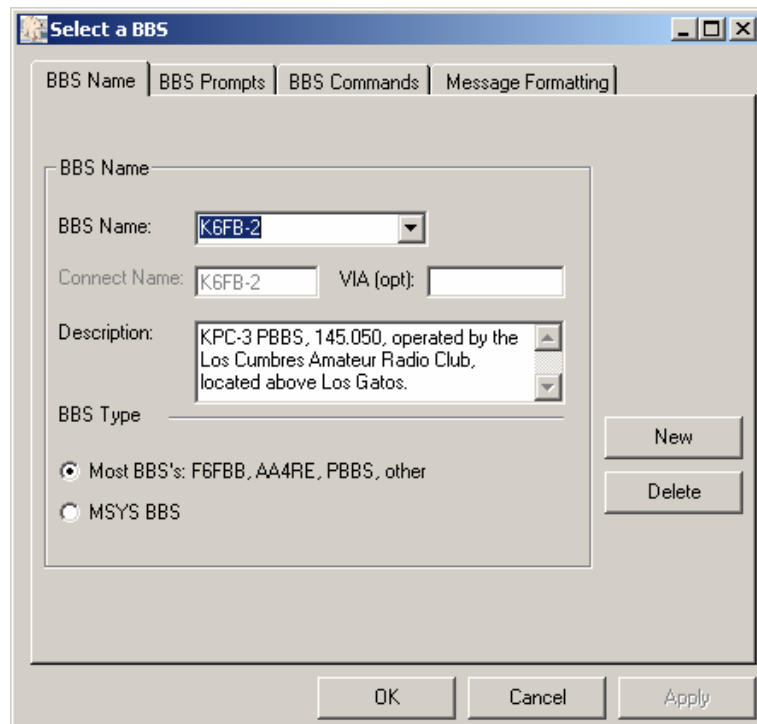 Select a BBS
BBS Name BBS Prompts BBS Commands Message Formatting
BBS Name
BBS Name: K6FB-2
Connect Name: K6FB-2 VIA (opt):
Description: KPC-3 PBBS, 145.050, operated by the
Los Cumbres Amateur Radio Club,
located above Los Gatos.
BBS Type
New
Most BBS's: F6FBB, AA4RE, PBBS, other
Delete
MSYS BBS
OK Cancel Apply